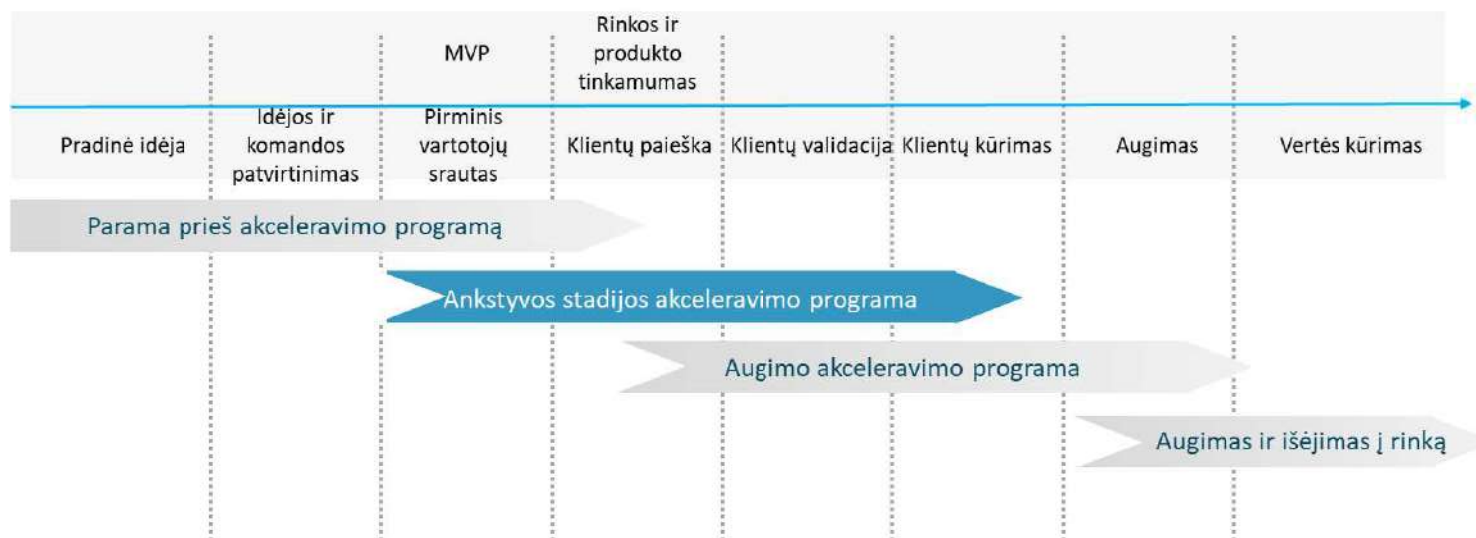 MVP
Rinkos ir
produkto
tinkamumas
Pradinė idėja
Idėjos ir
komandos
patvirtinimas
Pirminis
vartotojų
srautas
Klientų paieška
Klientų validacija
Klientų kūrimas
Augimas
Vertės kūrimas
Parama prieš akceleravimo programą
Ankstyvos stadijos akceleravimo programa
Augimo akceleravimo programa
Augimas ir išėjimas į rinką